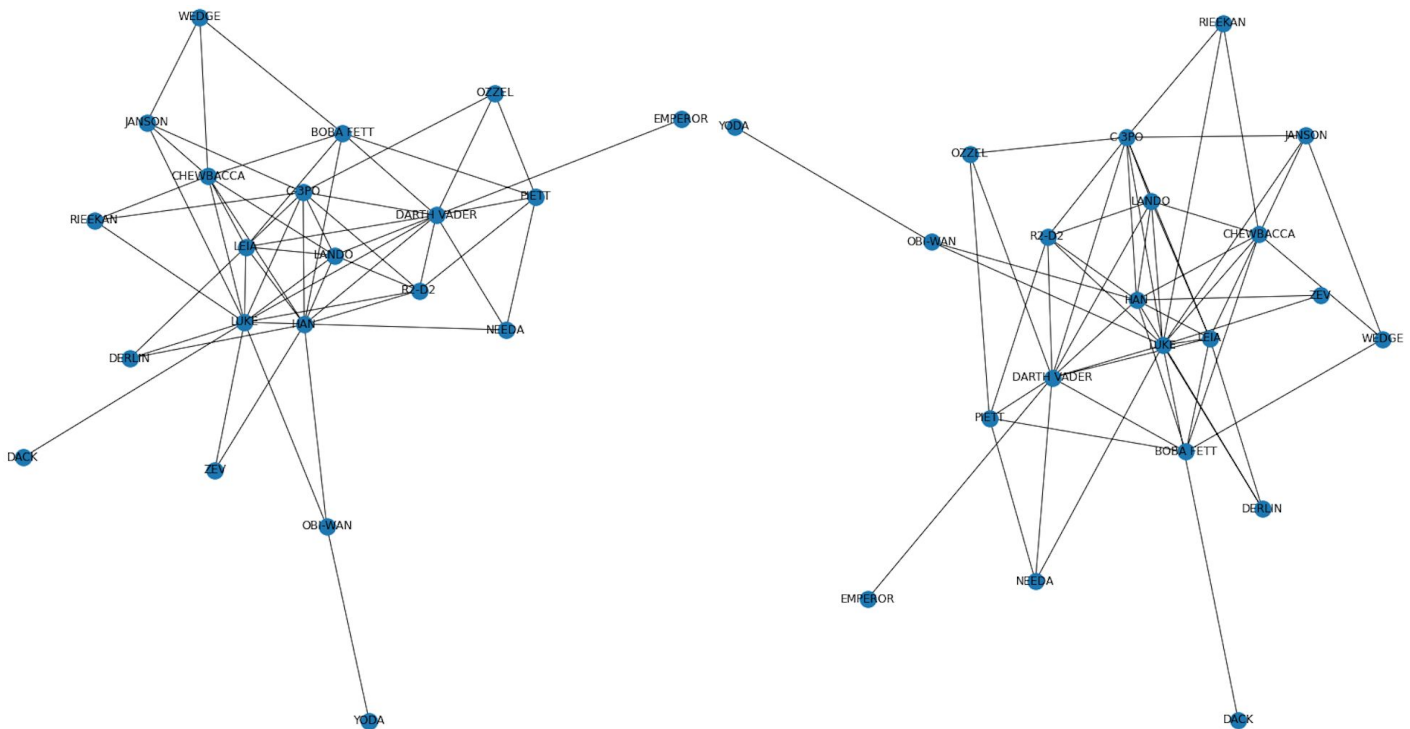 WEDGE
OZZEL
EMPEROR
JANSON
BOBA FETT
CHEWBACCA
C-3PO
PIETT
RIEEKAN
DARTH VADER
LEIA
LANDO
R2-D2
LUKE
HAN
NEEDA
DERLIN
DACK
ZEV
OBI-WAN
YODA
RIEEKAN
YODA
C-3PO
JANSON
OZZEL
LANDO
R2-D2
CHEWBACCA
OBI-WAN
HAN
ZEV
LUKE
LEIA
WEDGE
DARTH VADER
PIETT
BOBA FETT
DERLIN
NEEDA
EMPEROR
DACK